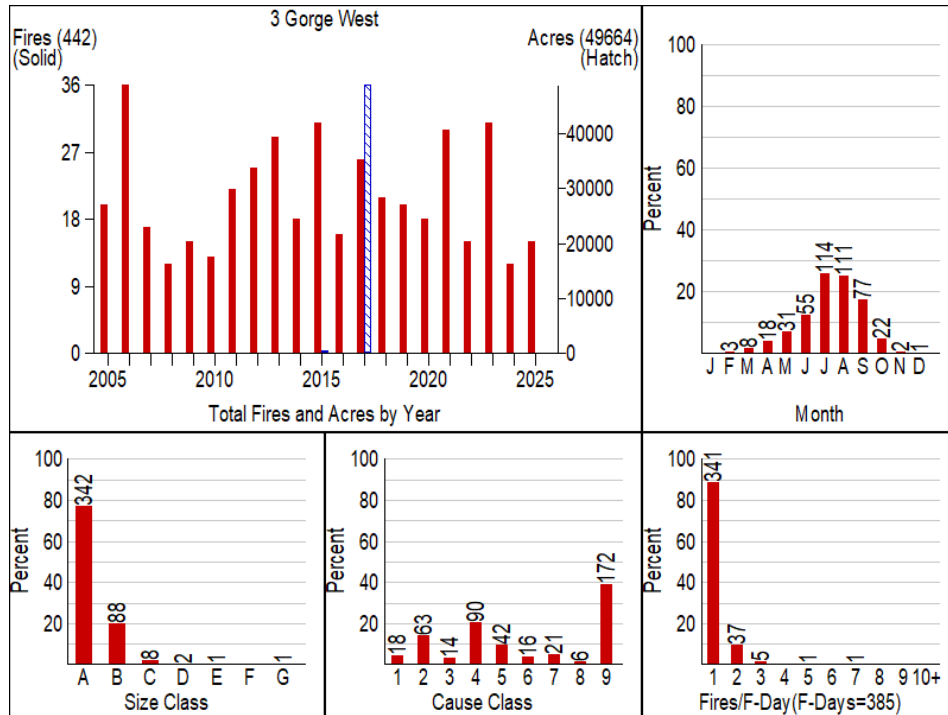 3 Gorge West
Fires (442)
(Solid)
Acres (49664)
(Hatch)
36
27
18
9
0
40000
30000
20000
10000
0
2005 2010 2015 2020 2025
Total Fires and Acres by Year
100
80
60
40
20
Percent
3 8 18 31 55 114 111 77 22 2 1
J F M A M J J A S O N D
Month
100
80
60
40
20
Percent
342 88 8 2 1 1
A B C D E F G
Size Class
100
80
60
40
20
Percent
18 63 14 90 42 16 21 6 172
1 2 3 4 5 6 7 8 9
Cause Class
100
80
60
40
20
Percent
341 37 5 1 1
1 2 3 4 5 6 7 8 9 10+
Fires/F-Day(F-Days=385)